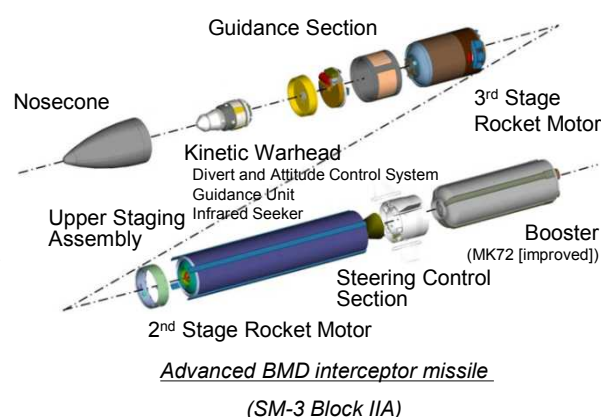 Guidance Section
Nosecone
3rd Stage
Rocket Motor
Kinetic Warhead
Divert and Attitude Control System
Guidance Unit
Infrared Seeker
Upper Staging
Assembly
Booster
(MK72 [improved])
Steering Control
Section
2nd Stage Rocket Motor
Advanced BMD interceptor missile
(SM-3 Block IIA)